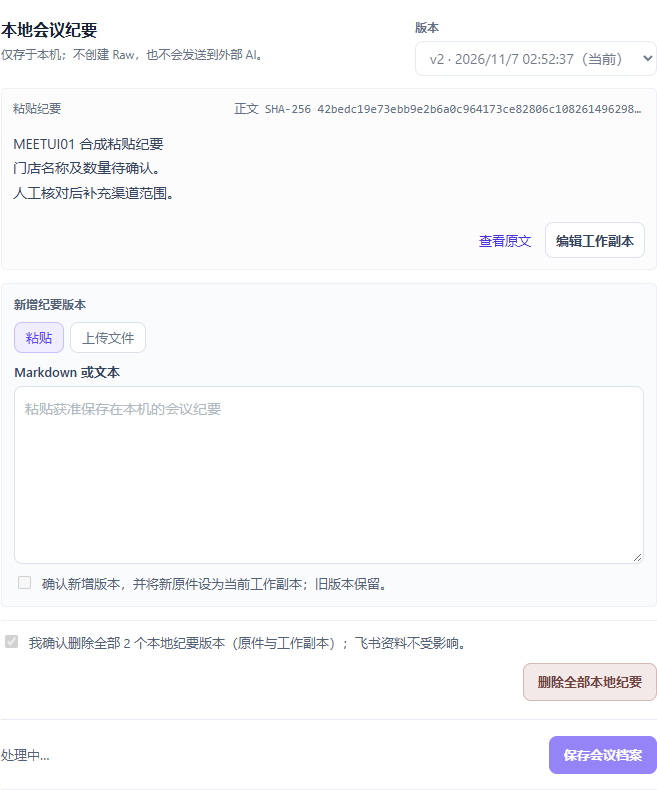 本地会议纪要
仅存于本机；不创建 Raw，也不会发送到外部 AI。
版本
v2 · 2026/11/7 02:52:37（当前）
粘贴纪要
正文 SHA-256 42bedc19e73ebb9e2b6a0c964173ce82806c108261496298…
MEETUI01 合成粘贴纪要
门店名称及数量待确认。
人工核对后补充渠道范围。
查看原文
编辑工作副本
新增纪要版本
粘贴
上传文件
Markdown 或文本
粘贴获准保存在本机的会议纪要
确认新增版本，并将新原件设为当前工作副本；旧版本保留。
我确认删除全部 2 个本地纪要版本（原件与工作副本）；飞书资料不受影响。
删除全部本地纪要
处理中...
保存会议档案